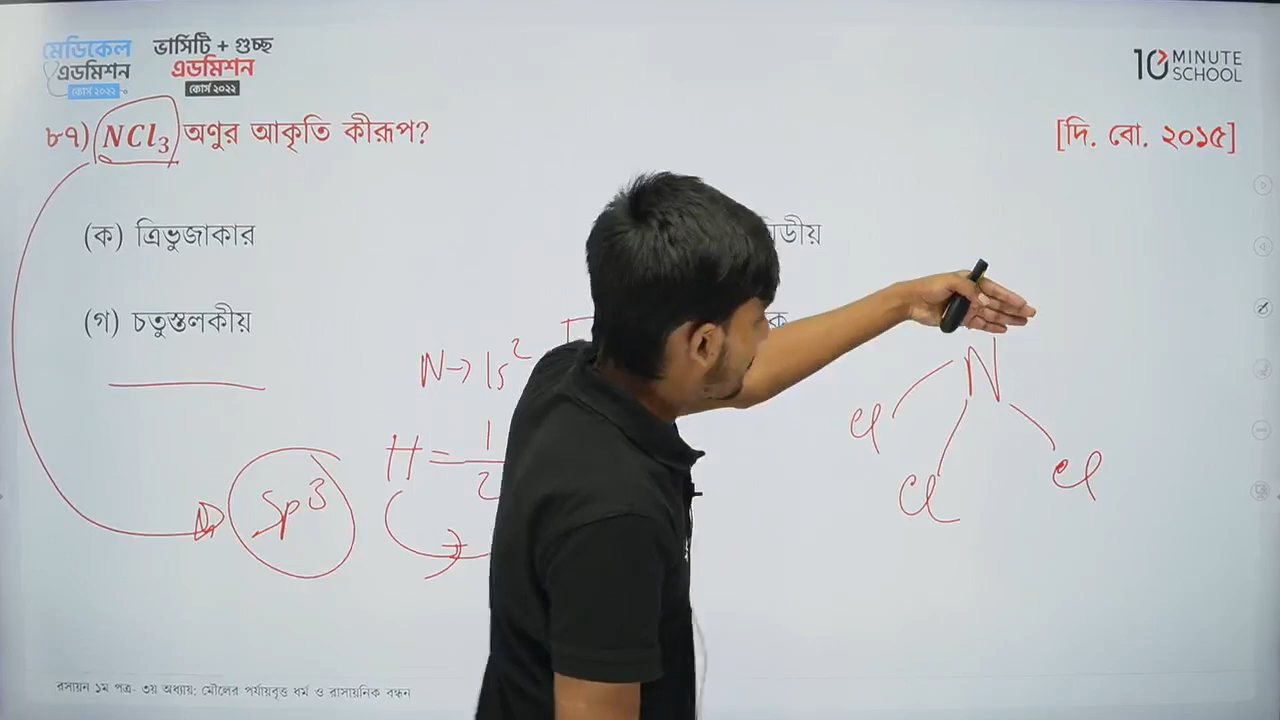 মেডিকেল
এডমিশন
কোর্স ২০২২
ভার্সিটি + গুচ্ছ
এডমিশন
কোর্স ২০২২
10 MINUTE SCHOOL
৮৭) NCl₃ অণুর আকৃতি কীরূপ? [দি. বো. ২০১৫]
(ক) ত্রিভুজাকার
(গ) চতুস্তলকীয়
N→1s²
H = 1/2
sp³
N
Cl
Cl
Cl
রসায়ন ১ম পত্র- ৩য় অধ্যায়: মৌলের পর্যায়বৃত্ত ধর্ম ও রাসায়নিক বন্ধন